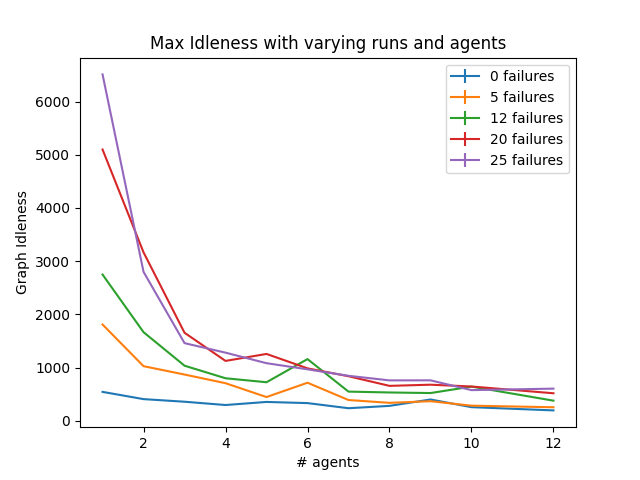 Max Idleness with varying runs and agents
0 failures
5 failures
12 failures
20 failures
25 failures
Graph Idleness
6000
5000
4000
3000
2000
1000
0
2 4 6 8 10 12
# agents